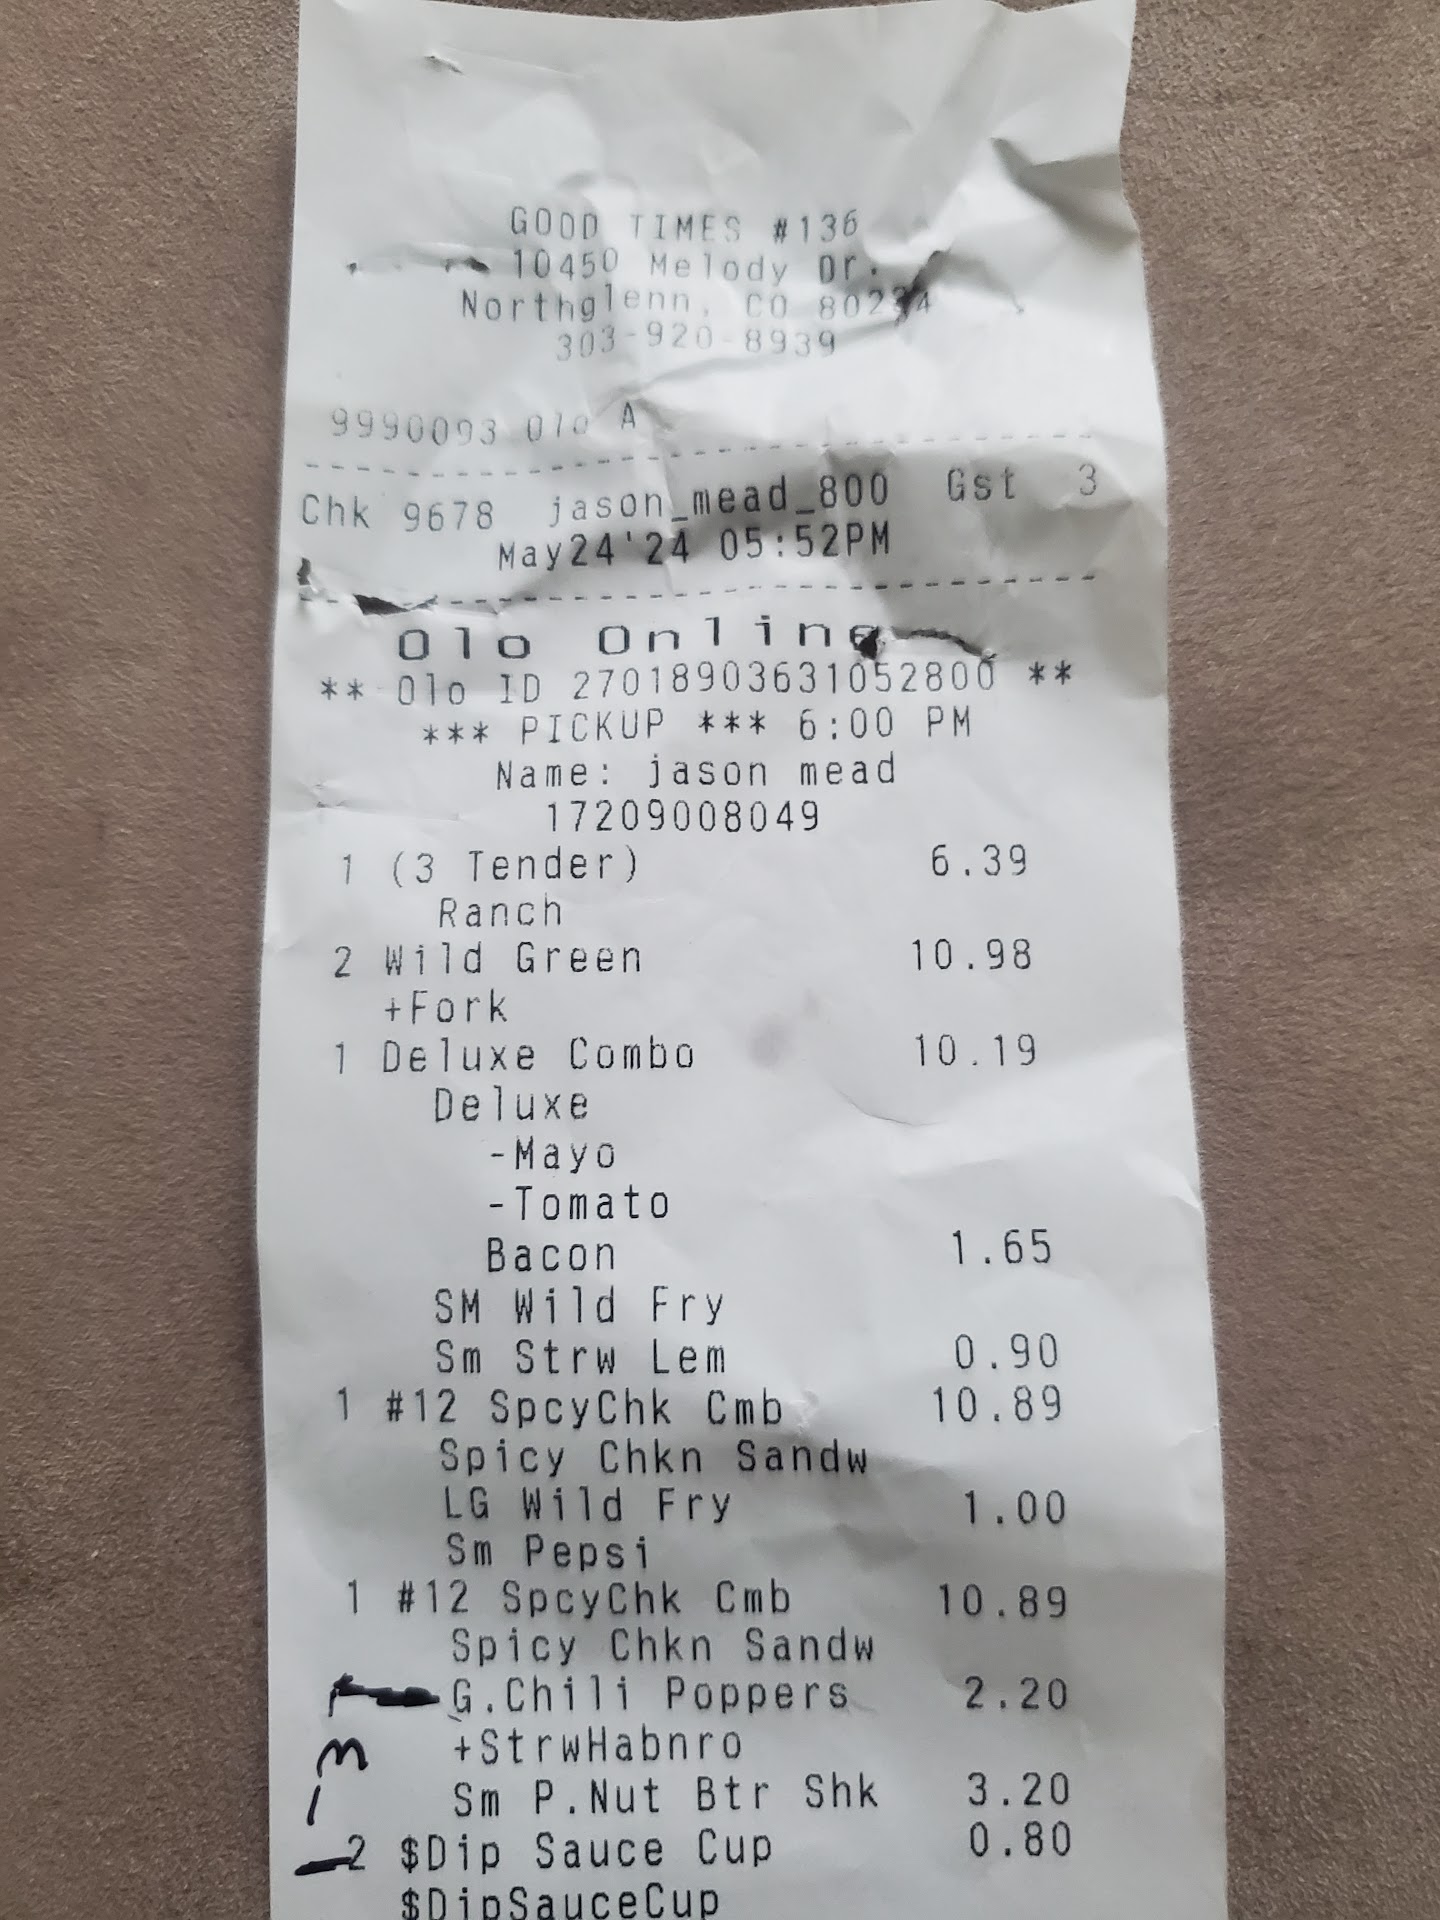 GOOD TIMES #136
10450 Melody Dr.
Northglenn, CO 80234
303-920-8939
9990093 Olo A
Chk 9678 jason_mead_800 Gst 3
May24'24 05:52PM
Olo Online
** Olo ID 27018903631052800 **
*** PICKUP *** 6:00 PM
Name: jason mead
17209008049
1 (3 Tender) 6.39
Ranch
2 Wild Green 10.98
+Fork
1 Deluxe Combo 10.19
Deluxe
-Mayo
-Tomato
Bacon 1.65
SM Wild Fry
Sm Strw Lem 0.90
1 #12 SpcyChk Cmb 10.89
Spicy Chkn Sandw
LG Wild Fry 1.00
Sm Pepsi
1 #12 SpcyChk Cmb 10.89
Spicy Chkn Sandw
G.Chili Poppers 2.20
+StrwHabnro
Sm P.Nut Btr Shk 3.20
2 $Dip Sauce Cup 0.80
$DipSauceCup